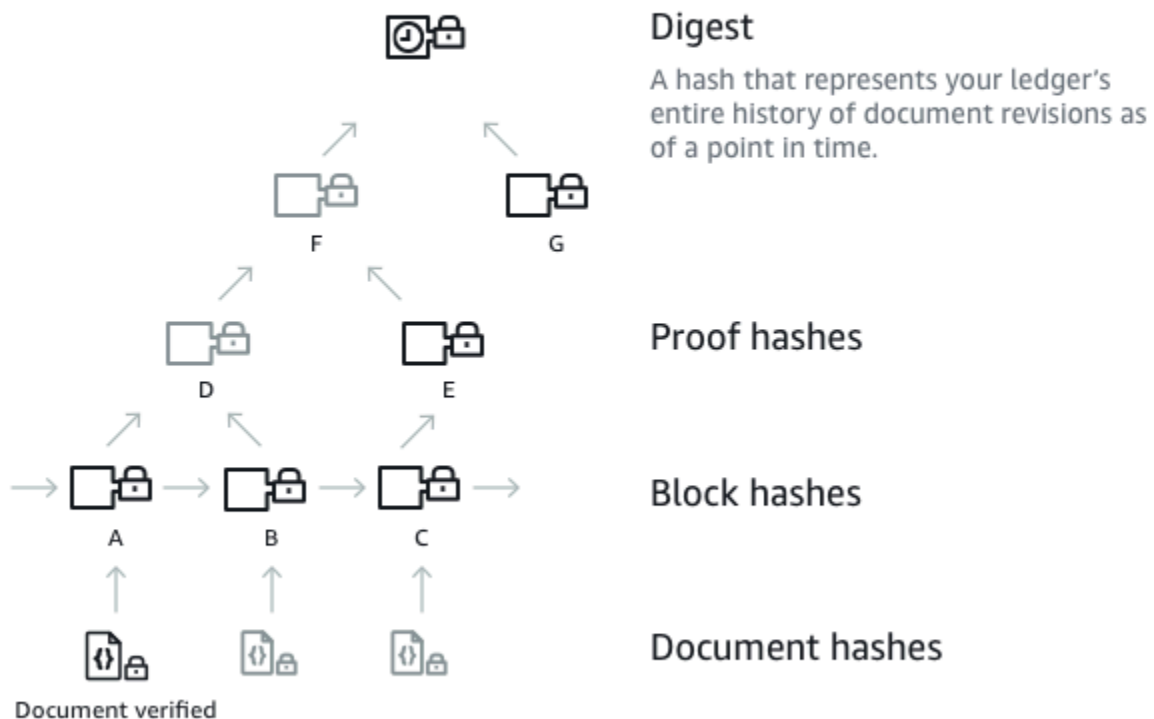 Digest
A hash that represents your ledger's
entire history of document revisions as
of a point in time.
F
G
D
E
Proof hashes
A
B
C
Block hashes
Document hashes
Document verified